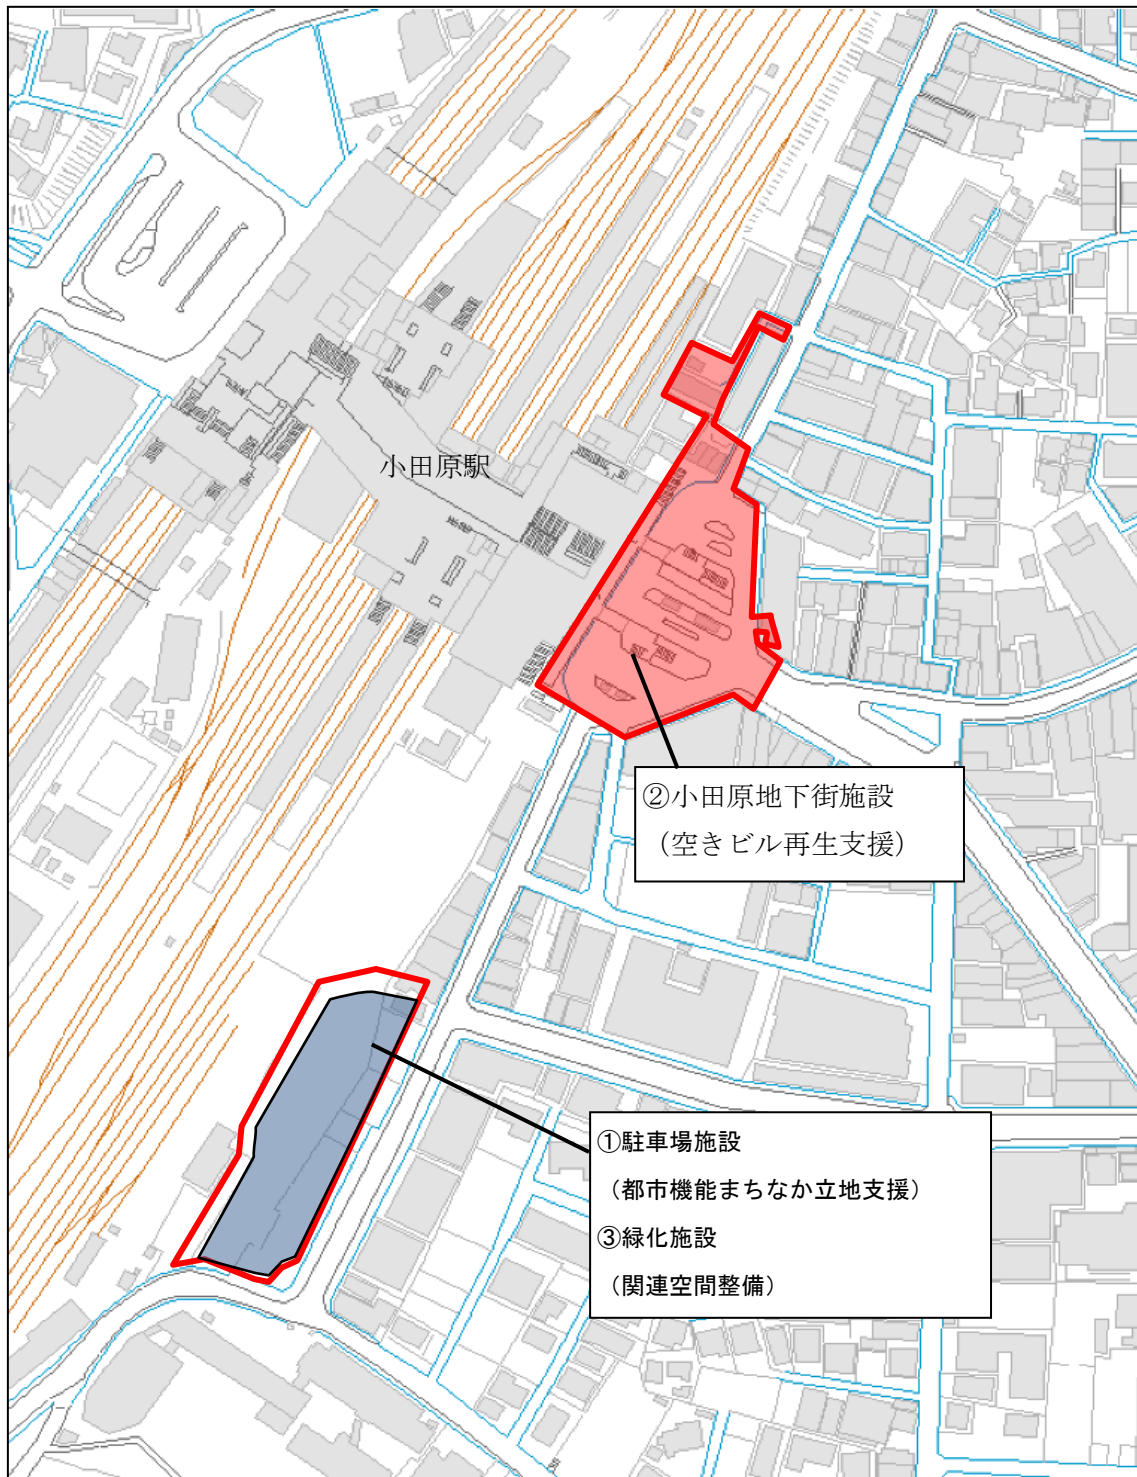 小田原駅
②小田原地下街施設
（空きビル再生支援）
①駐車場施設
（都市機能まちなか立地支援）
③緑化施設
（関連空間整備）